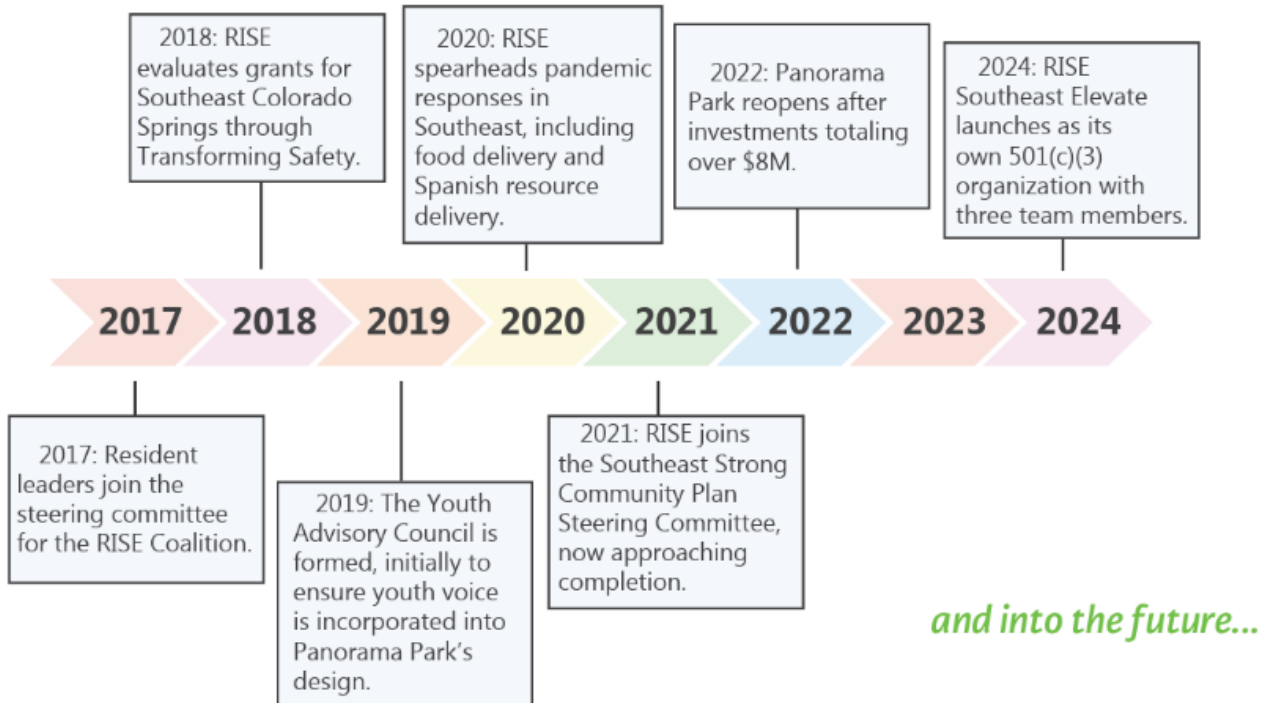 2018: RISE
evaluates grants for
Southeast Colorado
Springs through
Transforming Safety.
2020: RISE
spearheads pandemic
responses in
Southeast, including
food delivery and
Spanish resource
delivery.
2022: Panorama
Park reopens after
investments totaling
over $8M.
2024: RISE
Southeast Elevate
launches as its
own 501(c)(3)
organization with
three team members.
2017 2018 2019 2020 2021 2022 2023 2024
2017: Resident
leaders join the
steering committee
for the RISE Coalition.
2019: The Youth
Advisory Council is
formed, initially to
ensure youth voice
is incorporated into
Panorama Park's
design.
2021: RISE joins
the Southeast Strong
Community Plan
Steering Committee,
now approaching
completion.
and into the future...